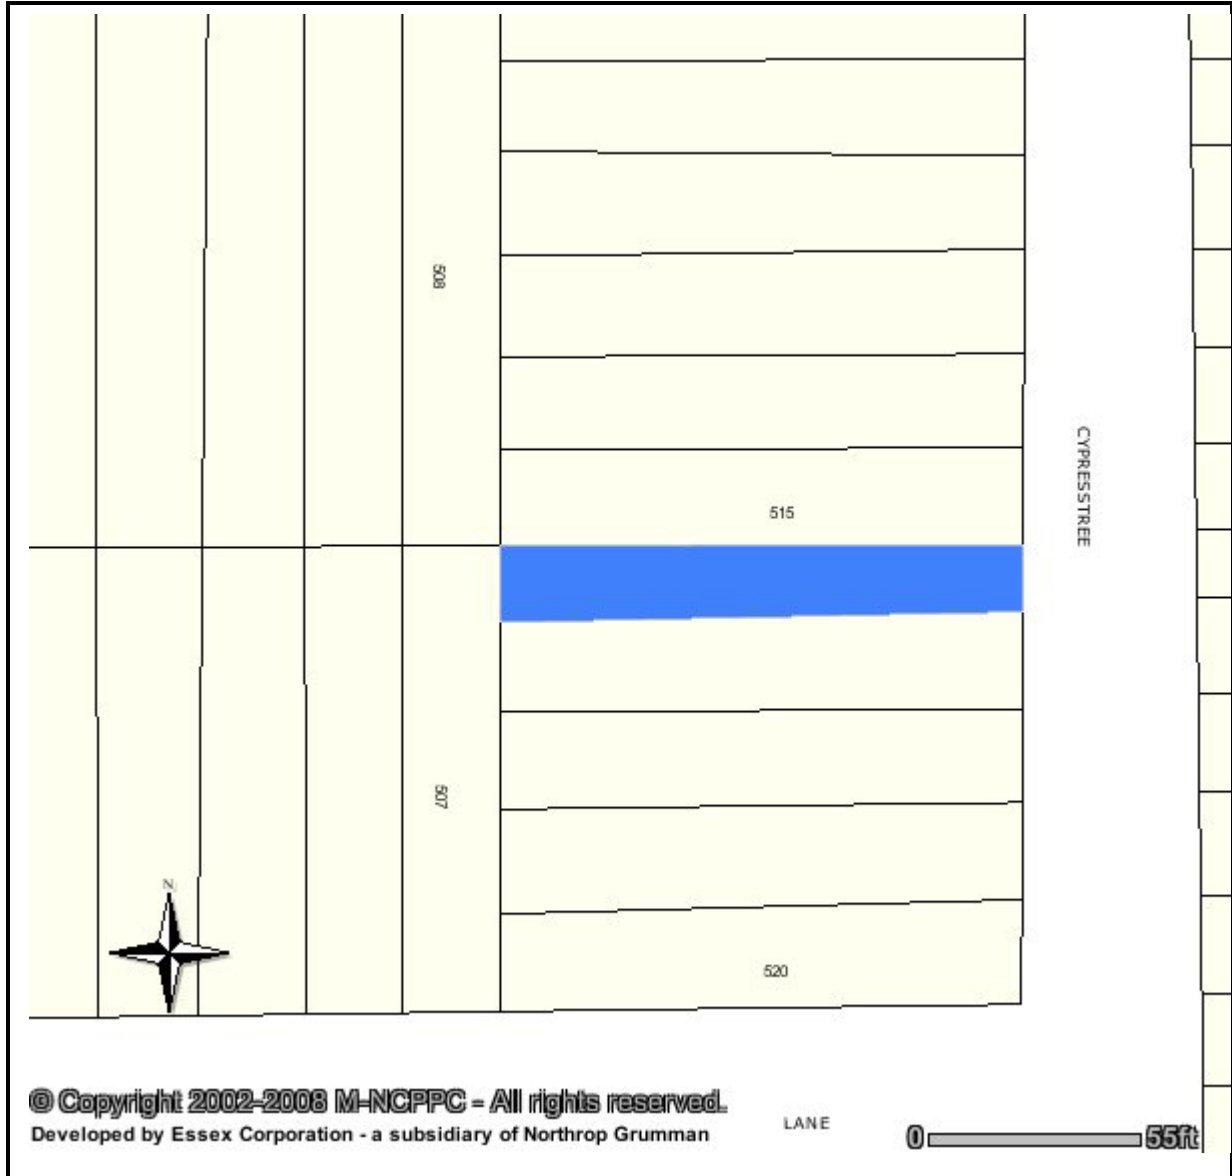 508
CYPRESSTREE
515
507
N
520
© Copyright 2002-2008 M-NCPPC - All rights reserved.
LANE
0 55ft
Developed by Essex Corporation - a subsidiary of Northrop Grumman